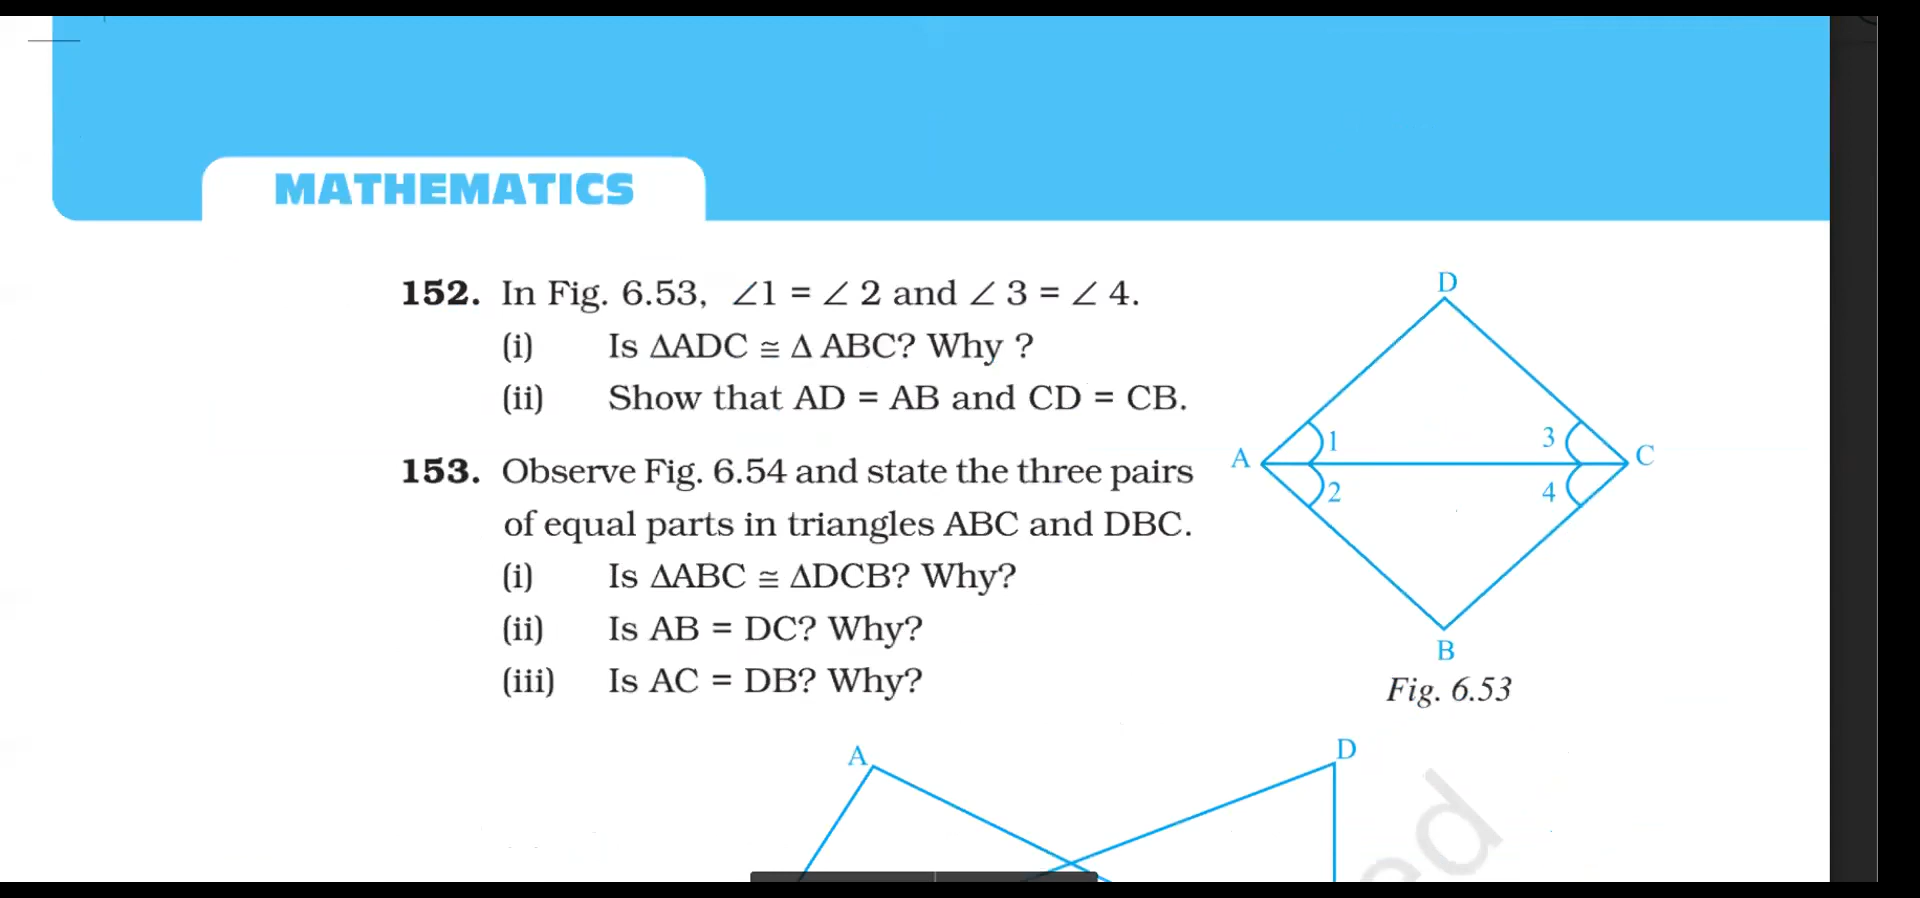 MATHEMATICS
152. In Fig. 6.53, ∠1 = ∠ 2 and ∠ 3 = ∠ 4.
(i) Is ΔADC ≅ Δ ABC? Why ?
(ii) Show that AD = AB and CD = CB.
153. Observe Fig. 6.54 and state the three pairs
of equal parts in triangles ABC and DBC.
(i) Is ΔABC ≅ ΔDCB? Why?
(ii) Is AB = DC? Why?
(iii) Is AC = DB? Why?
D
1
3
A
C
2
4
B
Fig. 6.53
A
D
ed